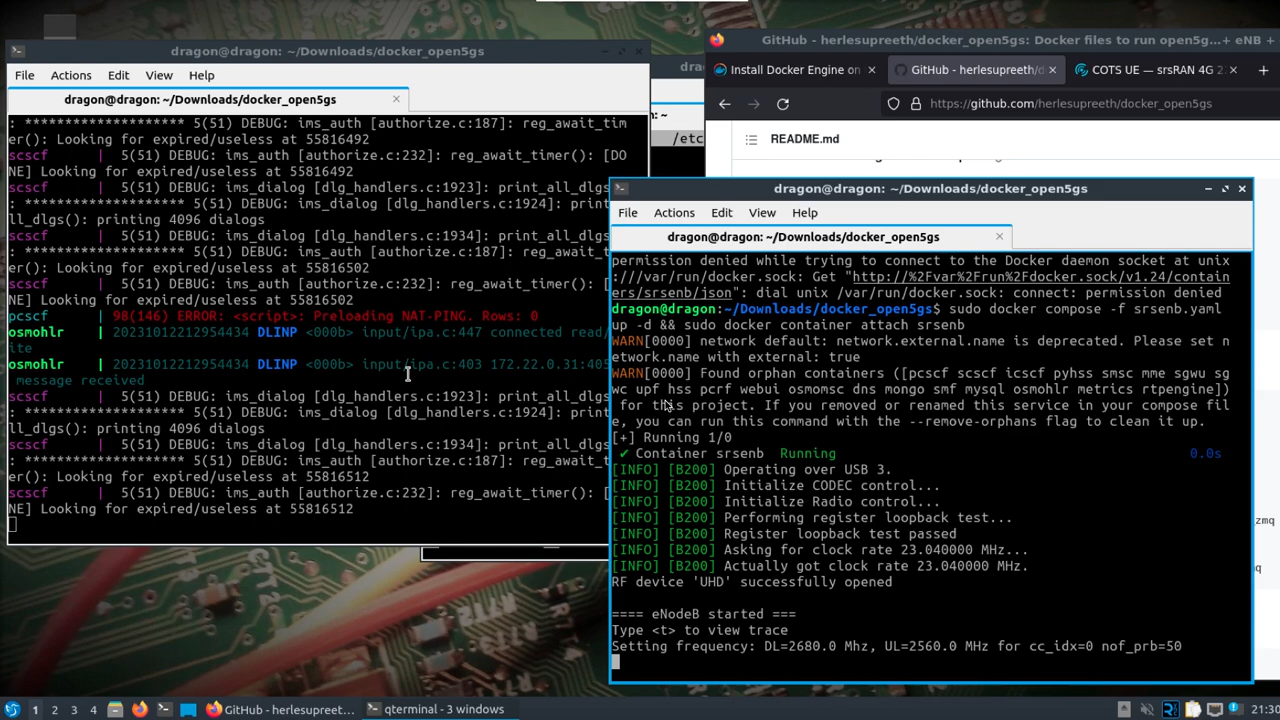 dragon@dragon: ~/Downloads/docker_open5gs
File Actions Edit View Help
dragon@dragon: ~/Downloads/docker_open5gs
: ******************** 5(51) DEBUG: ims_auth [authorize.c:187]: reg_await_tim
er(): Looking for expired/useless at 55816492
scscf | 5(51) DEBUG: ims_auth [authorize.c:232]: reg_await_timer(): [DO
NE] Looking for expired/useless at 55816492
scscf | 5(51) DEBUG: ims_dialog [dlg_handlers.c:1923]: print_all_dlgs():
: ******************** 5(51) DEBUG: ims_dialog [dlg_handlers.c:1924]: print
ll_dlgs(): printing 4096 dialogs
scscf | 5(51) DEBUG: ims_dialog [dlg_handlers.c:1934]: print_all_dlgs
: ******************** 5(51) DEBUG: ims_auth [authorize.c:187]: reg_await_t
er(): Looking for expired/useless at 55816502
scscf | 5(51) DEBUG: ims_auth [authorize.c:232]: reg_await_timer(): [
NE] Looking for expired/useless at 55816502
pcscf | 98(146) ERROR: <script>: Preloading NAT-PING. Rows: 0
osmohlr | 20231012212954434 DLINP <000b> input/ipa.c:447 connected read/
ite
osmohlr | 20231012212954434 DLINP <000b> input/ipa.c:403 172.22.0.31:405
message received
scscf | 5(51) DEBUG: ims_dialog [dlg_handlers.c:1923]: print_all_dlgs
: ******************** 5(51) DEBUG: ims_dialog [dlg_handlers.c:1924]: print
ll_dlgs(): printing 4096 dialogs
scscf | 5(51) DEBUG: ims_dialog [dlg_handlers.c:1934]: print_all_dlgs
: ******************** 5(51) DEBUG: ims_auth [authorize.c:187]: reg_await_t
er(): Looking for expired/useless at 55816512
scscf | 5(51) DEBUG: ims_auth [authorize.c:232]: reg_await_timer(): [
NE] Looking for expired/useless at 55816512
drago
p: ~
/etc
GitHub - herlesupreeth/docker_open5gs: Docker files to run open5g...+ eNB +
Install Docker Engine on
GitHub - herlesupreeth/d
COTS UE — srsRAN 4G 2.
https://github.com/herlesupreeth/docker_open5gs
README.md
zmq
dragon@dragon: ~/Downloads/docker_open5gs
File Actions Edit View Help
dragon@dragon: ~/Downloads/docker_open5gs
permission denied while trying to connect to the Docker daemon socket at unix
:///var/run/docker.sock: Get "http://%2Fvar%2Frun%2Fdocker.sock/v1.24/contain
ers/srsenb/json": dial unix /var/run/docker.sock: connect: permission denied
dragon@dragon:~/Downloads/docker_open5gs$ sudo docker compose -f srsenb.yaml
up -d && sudo docker container attach srsenb
WARN[0000] network default: network.external.name is deprecated. Please set n
etwork.name with external: true
WARN[0000] Found orphan containers ([pcscf scscf icscf pyhss mme sgwu sg
wc upf hss pcrf webui osmomsc dns mongo smf mysql osmohlr metrics rtpengine])
for this project. If you removed or renamed this service in your compose fil
e, you can run this command with the --remove-orphans flag to clean it up.
[+] Running 1/0
✔ Container srsenb Running 0.0s
[INFO] [B200] Operating over USB 3.
[INFO] [B200] Initialize CODEC control...
[INFO] [B200] Initialize Radio control...
[INFO] [B200] Performing register loopback test...
[INFO] [B200] Register loopback test passed
[INFO] [B200] Asking for clock rate 23.040000 MHz...
[INFO] [B200] Actually got clock rate 23.040000 MHz.
RF device 'UHD' successfully opened
==== eNodeB started ===
Type <t> to view trace
Setting frequency: DL=2680.0 Mhz, UL=2560.0 MHz for cc_idx=0 nof_prb=50
1 2 3 4 GitHub - herlesupreeth/... qterminal - 3 windows 21:30